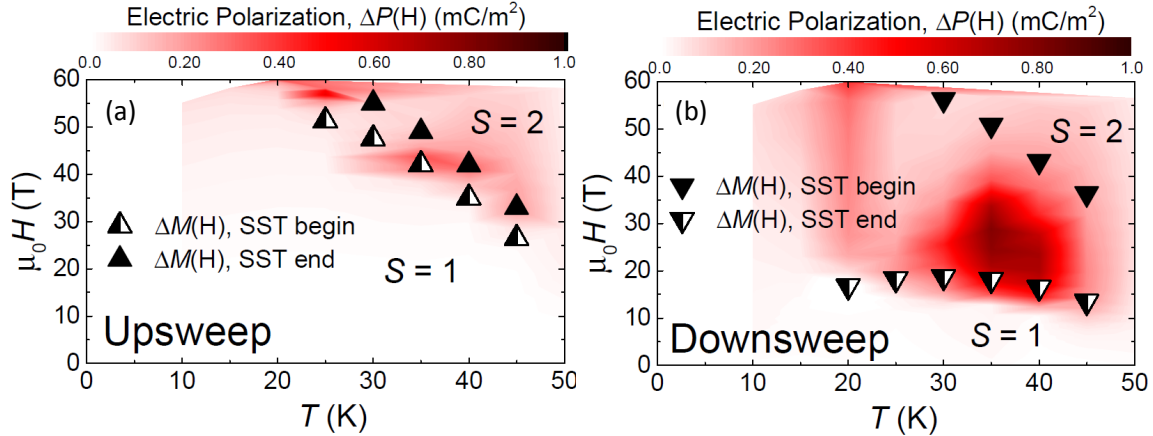 Electric Polarization, ΔP(H) (mC/m²)
0.0 0.20 0.40 0.60 0.80 1.0
(a)
S = 2
ΔM(H), SST begin
ΔM(H), SST end
S = 1
Upsweep
μ₀H (T)
60
50
40
30
20
10
0
0 10 20 30 40 50
T (K)
Electric Polarization, ΔP(H) (mC/m²)
0.0 0.20 0.40 0.60 0.80 1.0
(b)
S = 2
ΔM(H), SST begin
ΔM(H), SST end
S = 1
Downsweep
μ₀H (T)
60
50
40
30
20
10
0
0 10 20 30 40 50
T (K)